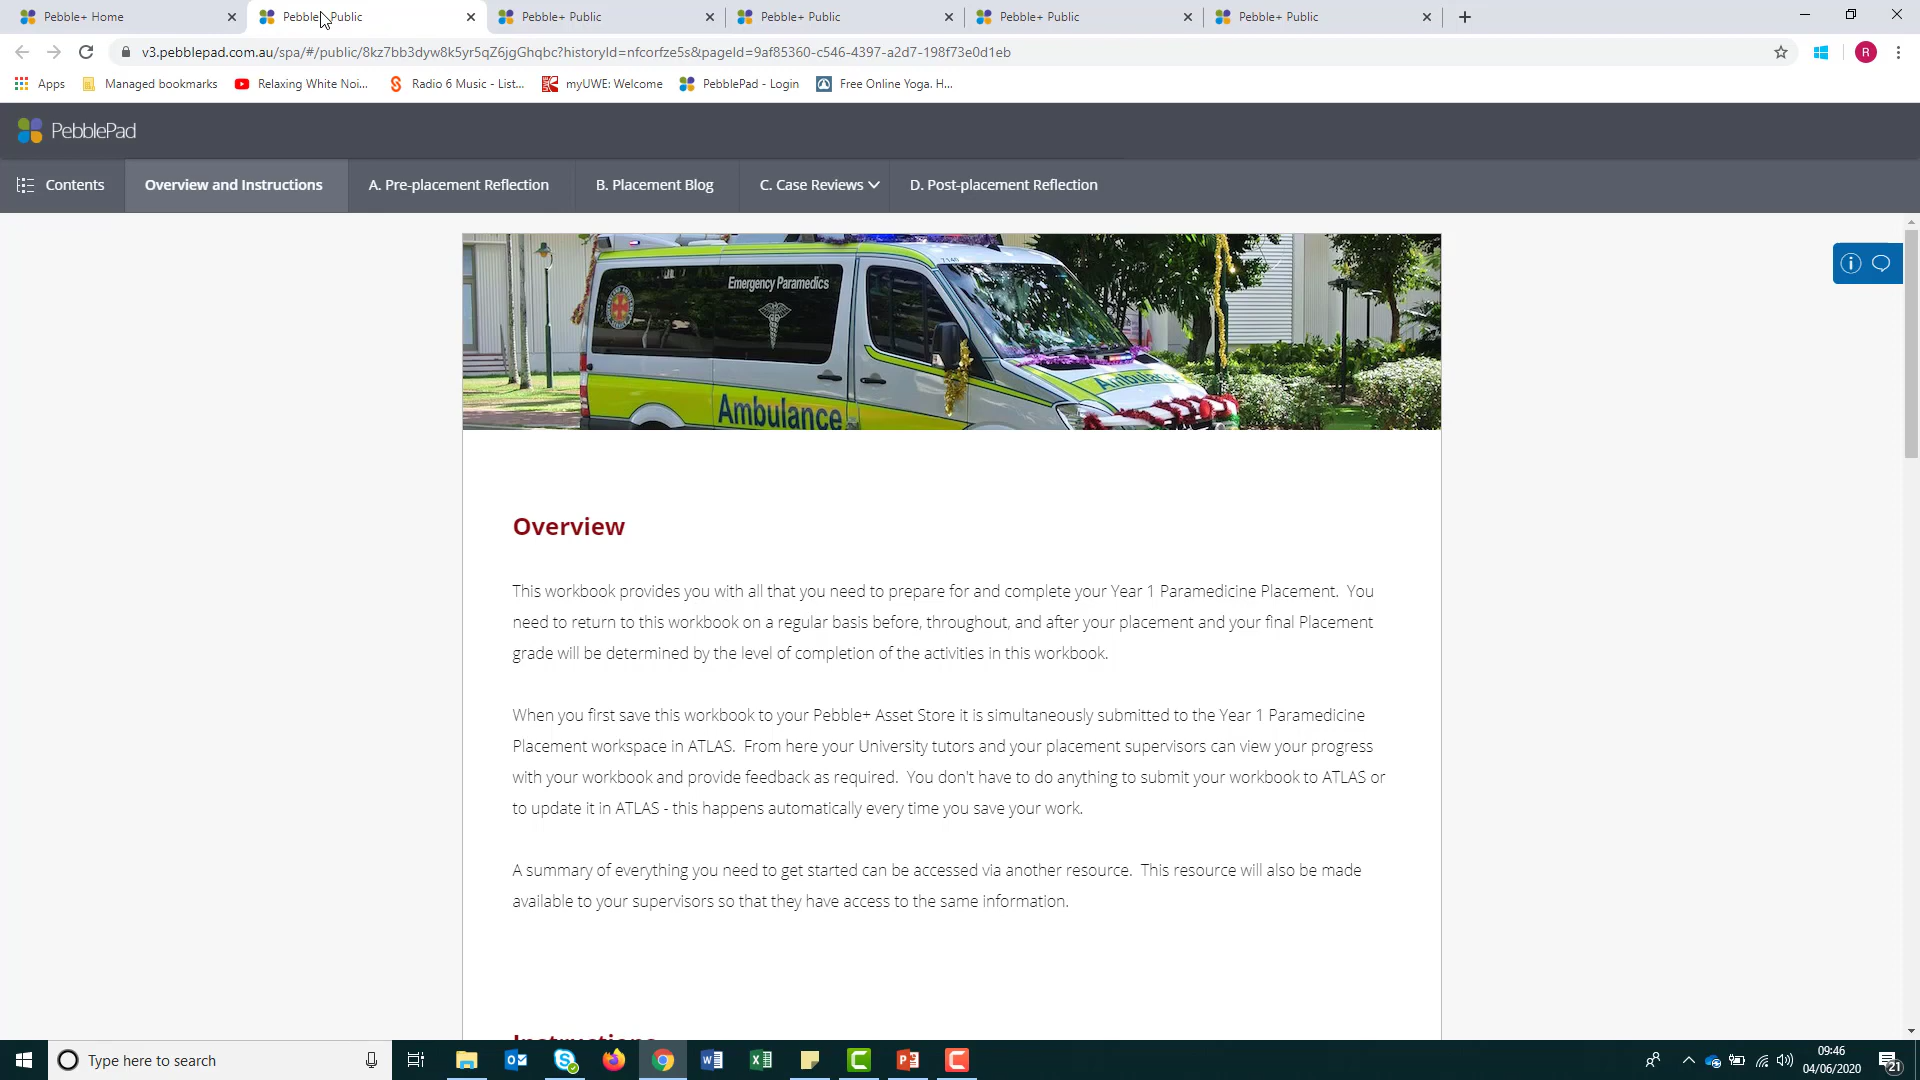 Pebble+ Home
Pebble+ Public
Pebble+ Public
Pebble+ Public
Pebble+ Public
Pebble+ Public
v3.pebblepad.com.au/spa/#/public/8kz7bb3dyw8k5yr5qZ6jgGhqbc?historyId=nfcorfze5s&pageId=9af85360-c546-4397-a2d7-198f73e0d1eb
R
Apps
Managed bookmarks
Relaxing White Noi...
Radio 6 Music - List...
myUWE: Welcome
PebblePad - Login
Free Online Yoga. H...
PebblePad
Contents
Overview and Instructions
A. Pre-placement Reflection
B. Placement Blog
C. Case Reviews
D. Post-placement Reflection
Emergency Paramedics
Ambulance
Ambulance
Overview
This workbook provides you with all that you need to prepare for and complete your Year 1 Paramedicine Placement. You
need to return to this workbook on a regular basis before, throughout, and after your placement and your final Placement
grade will be determined by the level of completion of the activities in this workbook.
When you first save this workbook to your Pebble+ Asset Store it is simultaneously submitted to the Year 1 Paramedicine
Placement workspace in ATLAS. From here your University tutors and your placement supervisors can view your progress
with your workbook and provide feedback as required. You don't have to do anything to submit your workbook to ATLAS or
to update it in ATLAS - this happens automatically every time you save your work.
A summary of everything you need to get started can be accessed via another resource. This resource will also be made
available to your supervisors so that they have access to the same information.
Instructions
Type here to search
09:46
04/06/2020
21